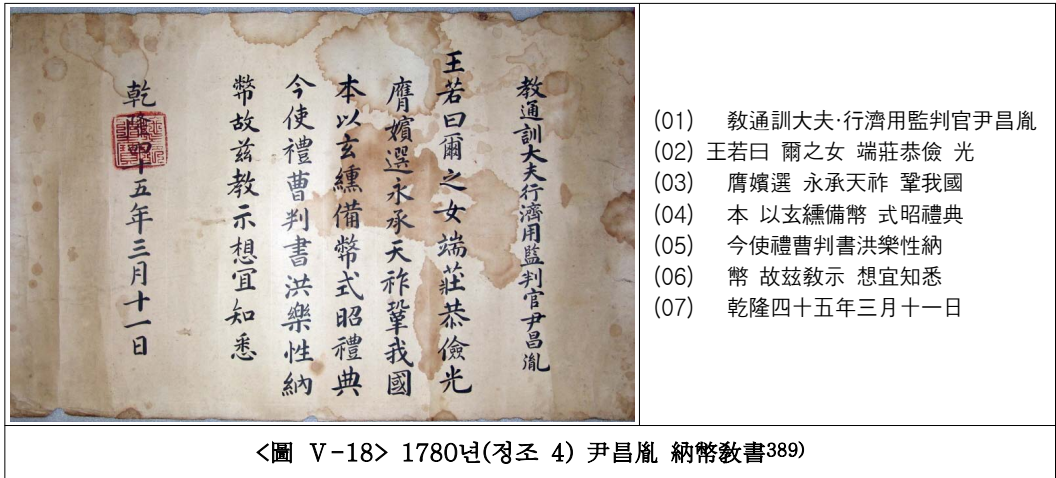 敎通訓大夫行濟用監判官尹昌胤
王若曰爾之女端莊恭儉光
膺嬪選永承天祚鞏我國
本以玄纁備幣式昭禮典
今使禮曹判書洪樂性納
幣故玆敎示想宜知悉
乾隆四十五年三月十一日
(01) 敎通訓大夫·行濟用監判官尹昌胤
(02) 王若曰 爾之女 端莊恭儉 光
(03) 膺嬪選 永承天祚 鞏我國
(04) 本 以玄纁備幣 式昭禮典
(05) 今使禮曹判書洪樂性納
(06) 幣 故玆敎示 想宜知悉
(07) 乾隆四十五年三月十一日
<圖 Ⅴ-18> 1780년(정조 4) 尹昌胤 納幣敎書389)